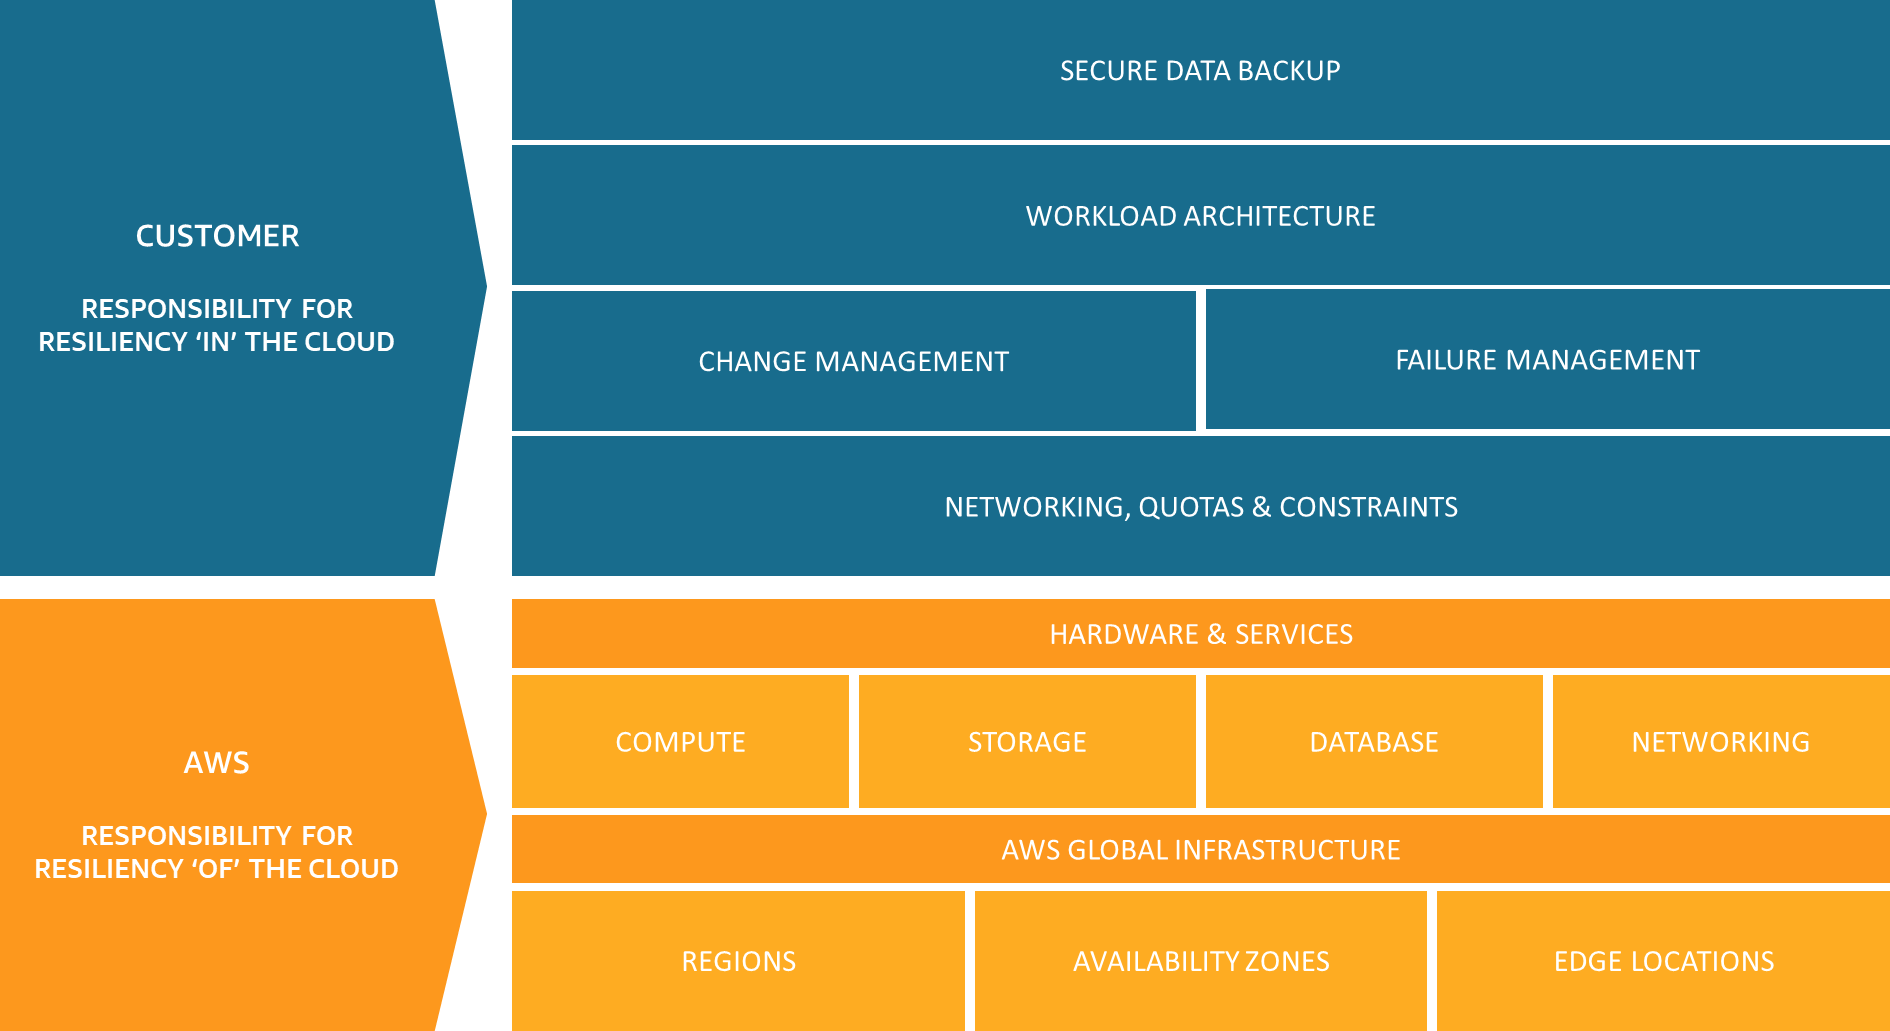 CUSTOMER
RESPONSIBILITY FOR
RESILIENCY ‘IN’ THE CLOUD
SECURE DATA BACKUP
WORKLOAD ARCHITECTURE
CHANGE MANAGEMENT
FAILURE MANAGEMENT
NETWORKING, QUOTAS & CONSTRAINTS
AWS
RESPONSIBILITY FOR
RESILIENCY ‘OF’ THE CLOUD
HARDWARE & SERVICES
COMPUTE
STORAGE
DATABASE
NETWORKING
AWS GLOBAL INFRASTRUCTURE
REGIONS
AVAILABILITY ZONES
EDGE LOCATIONS